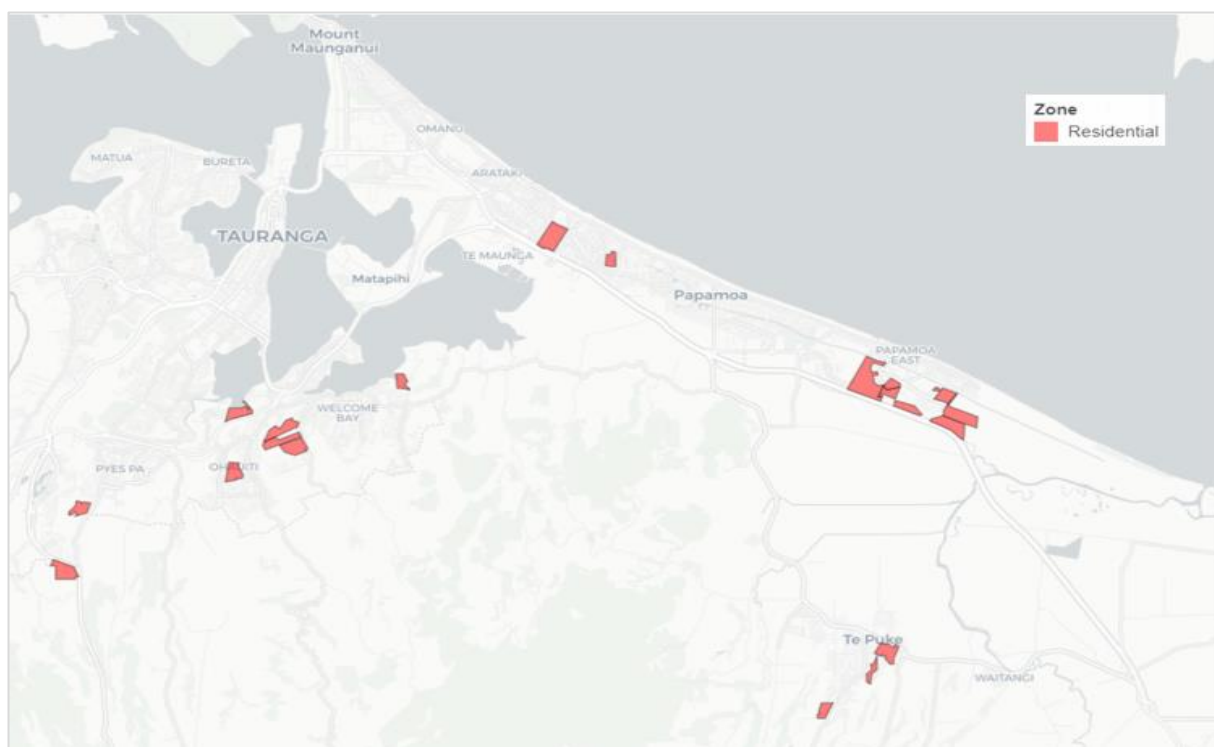 Mount
Maunganui
Zone
Residential
OMANU
MATUA
BURETA
ARATAKI
TAURANGA
TE MAUNGA
Matapihi
Papamoa
PAPAMOA
EAST
WELCOME
BAY
PYES PA
OHAUITI
Te Puke
WAITANGI